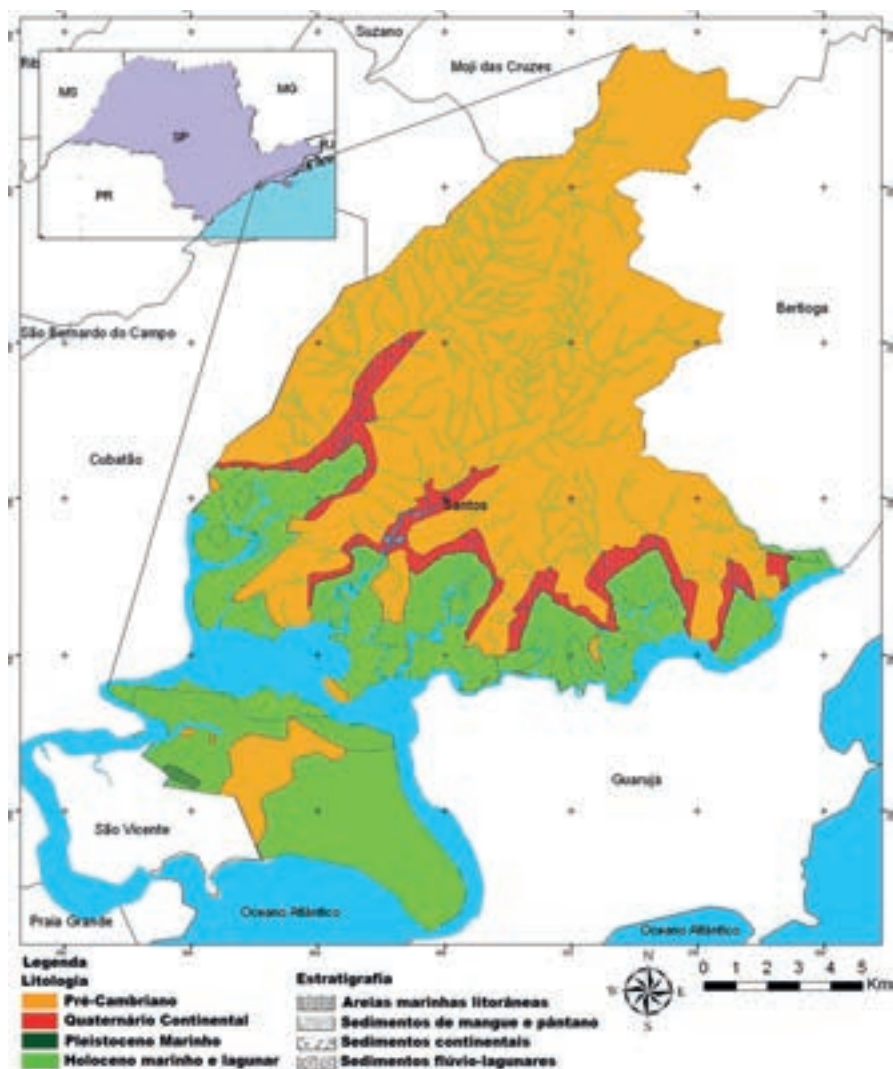 Suzano
Moji das Cruzes
MS
MG
SP
PR
São Bernardo do Campo
Bertioga
Cubatão
Santos
Guarujá
São Vicente
Praia Grande
Oceano Atlântico
Oceano Atlântico
Legenda
Litologia
Pré-Cambriano
Quaternário Continental
Pleistoceno Marinho
Holoceno marinho e lagunar
Estratigrafia
Areias marinhas litorâneas
Sedimentos de mangue e pântano
Sedimentos continentais
Sedimentos flúvio-lagunares
N
W E
S
0 1 2 3 4 5
Kms